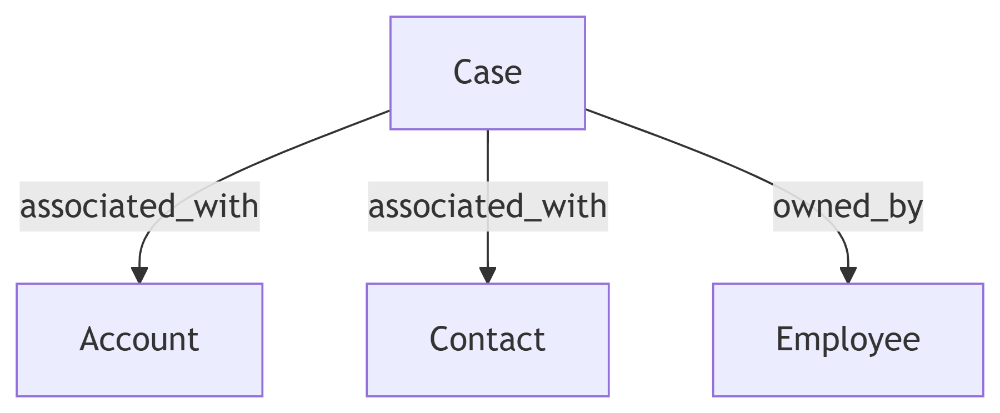 Case
associated_with
associated_with
owned_by
Account
Contact
Employee